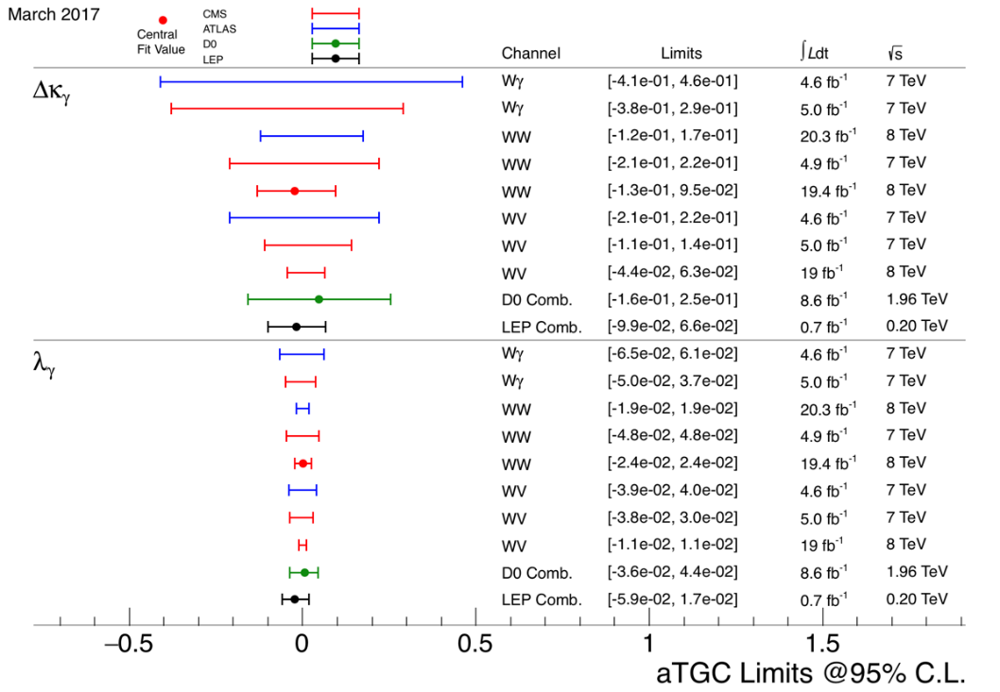 March 2017
Central
Fit Value
CMS
ATLAS
D0
LEP
Channel Limits ∫Ldt √s
Δκγ
Wγ [-4.1e-01, 4.6e-01] 4.6 fb⁻¹ 7 TeV
Wγ [-3.8e-01, 2.9e-01] 5.0 fb⁻¹ 7 TeV
WW [-1.2e-01, 1.7e-01] 20.3 fb⁻¹ 8 TeV
WW [-2.1e-01, 2.2e-01] 4.9 fb⁻¹ 7 TeV
WW [-1.3e-01, 9.5e-02] 19.4 fb⁻¹ 8 TeV
WV [-2.1e-01, 2.2e-01] 4.6 fb⁻¹ 7 TeV
WV [-1.1e-01, 1.4e-01] 5.0 fb⁻¹ 7 TeV
WV [-4.4e-02, 6.3e-02] 19 fb⁻¹ 8 TeV
D0 Comb. [-1.6e-01, 2.5e-01] 8.6 fb⁻¹ 1.96 TeV
LEP Comb. [-9.9e-02, 6.6e-02] 0.7 fb⁻¹ 0.20 TeV
λγ
Wγ [-6.5e-02, 6.1e-02] 4.6 fb⁻¹ 7 TeV
Wγ [-5.0e-02, 3.7e-02] 5.0 fb⁻¹ 7 TeV
WW [-1.9e-02, 1.9e-02] 20.3 fb⁻¹ 8 TeV
WW [-4.8e-02, 4.8e-02] 4.9 fb⁻¹ 7 TeV
WW [-2.4e-02, 2.4e-02] 19.4 fb⁻¹ 8 TeV
WV [-3.9e-02, 4.0e-02] 4.6 fb⁻¹ 7 TeV
WV [-3.8e-02, 3.0e-02] 5.0 fb⁻¹ 7 TeV
WV [-1.1e-02, 1.1e-02] 19 fb⁻¹ 8 TeV
D0 Comb. [-3.6e-02, 4.4e-02] 8.6 fb⁻¹ 1.96 TeV
LEP Comb. [-5.9e-02, 1.7e-02] 0.7 fb⁻¹ 0.20 TeV
−0.5 0 0.5 1 1.5
aTGC Limits @95% C.L.